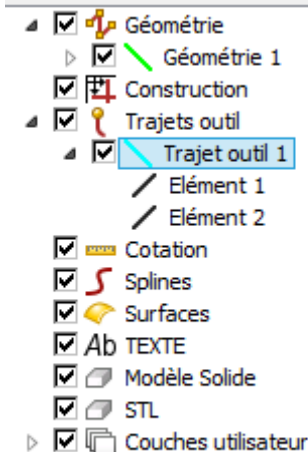 Géométrie
Géométrie 1
Construction
Trajets outil
Trajet outil 1
Elément 1
Elément 2
Cotation
Splines
Surfaces
Ab TEXTE
Modèle Solide
STL
Couches utilisateur